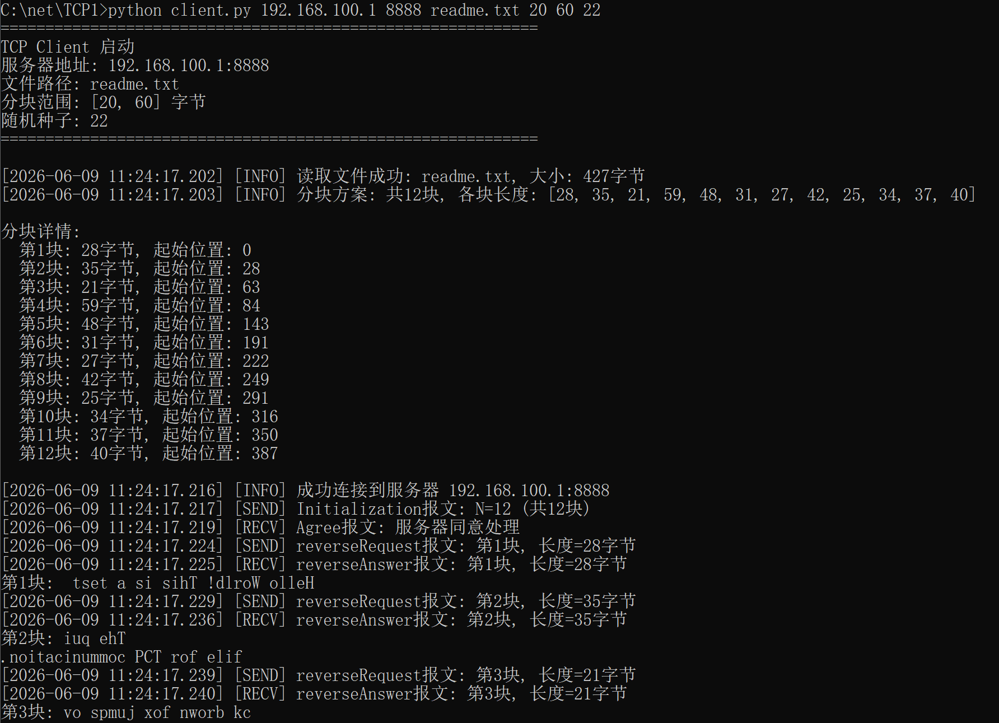 C:\net\TCP1>python client.py 192.168.100.1 8888 readme.txt 20 60 22
============================================================
TCP Client 启动
服务器地址: 192.168.100.1:8888
文件路径: readme.txt
分块范围: [20, 60] 字节
随机种子: 22
============================================================
[2026-06-09 11:24:17.202] [INFO] 读取文件成功: readme.txt, 大小: 427字节
[2026-06-09 11:24:17.203] [INFO] 分块方案: 共12块, 各块长度: [28, 35, 21, 59, 48, 31, 27, 42, 25, 34, 37, 40]
分块详情:
第1块: 28字节, 起始位置: 0
第2块: 35字节, 起始位置: 28
第3块: 21字节, 起始位置: 63
第4块: 59字节, 起始位置: 84
第5块: 48字节, 起始位置: 143
第6块: 31字节, 起始位置: 191
第7块: 27字节, 起始位置: 222
第8块: 42字节, 起始位置: 249
第9块: 25字节, 起始位置: 291
第10块: 34字节, 起始位置: 316
第11块: 37字节, 起始位置: 350
第12块: 40字节, 起始位置: 387
[2026-06-09 11:24:17.216] [INFO] 成功连接到服务器 192.168.100.1:8888
[2026-06-09 11:24:17.217] [SEND] Initialization报文: N=12 (共12块)
[2026-06-09 11:24:17.219] [RECV] Agree报文: 服务器同意处理
[2026-06-09 11:24:17.224] [SEND] reverseRequest报文: 第1块, 长度=28字节
[2026-06-09 11:24:17.225] [RECV] reverseAnswer报文: 第1块, 长度=28字节
第1块:  tset a si sihT !dlroW olleH
[2026-06-09 11:24:17.229] [SEND] reverseRequest报文: 第2块, 长度=35字节
[2026-06-09 11:24:17.236] [RECV] reverseAnswer报文: 第2块, 长度=35字节
第2块: iuq ehT
.noitacinummoc PCT rof elif
[2026-06-09 11:24:17.239] [SEND] reverseRequest报文: 第3块, 长度=21字节
[2026-06-09 11:24:17.240] [RECV] reverseAnswer报文: 第3块, 长度=21字节
第3块: vo spmuj xof nworb kc